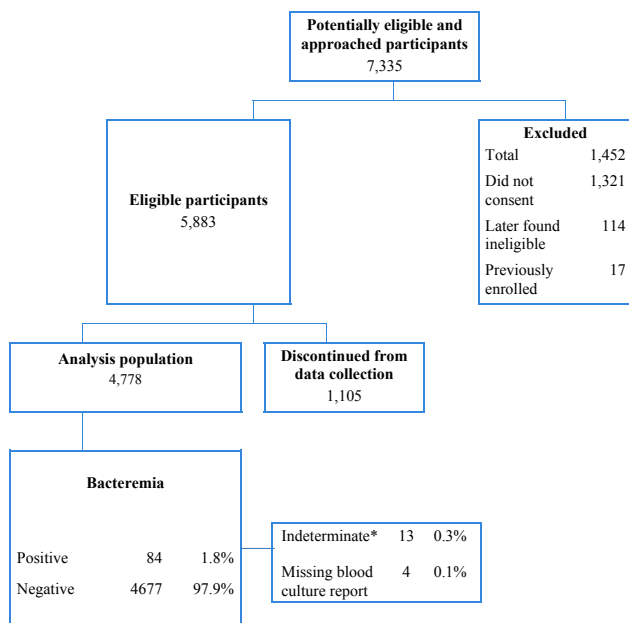 Potentially eligible and
approached participants
7,335
Excluded
Total 1,452
Did not
consent 1,321
Later found
ineligible 114
Previously
enrolled 17
Eligible participants
5,883
Analysis population
4,778
Discontinued from
data collection
1,105
Bacteremia
Positive 84 1.8%
Negative 4677 97.9%
Indeterminate* 13 0.3%
Missing blood
culture report 4 0.1%